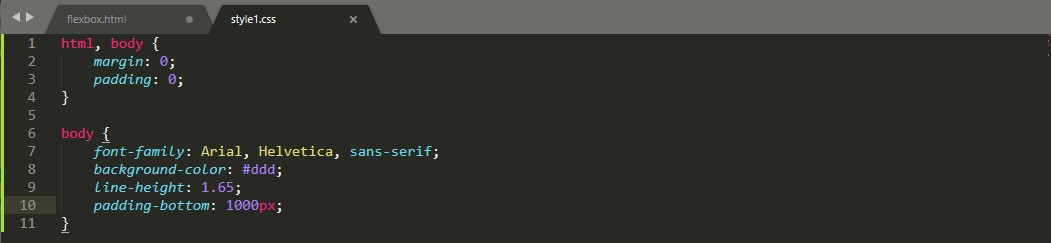 flexbox.html
style1.css
1 html, body {
2 margin: 0;
3 padding: 0;
4 }
5
6 body {
7 font-family: Arial, Helvetica, sans-serif;
8 background-color: #ddd;
9 line-height: 1.65;
10 padding-bottom: 1000px;
11 }